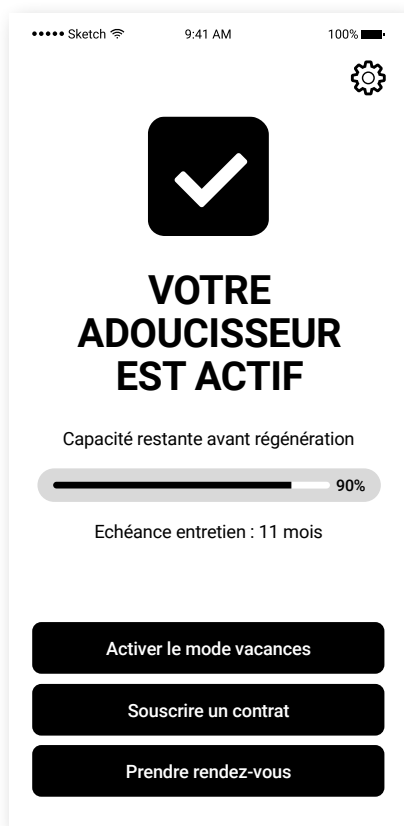 ••••• Sketch 9:41 AM 100%
VOTRE
ADOUCISSEUR
EST ACTIF
Capacité restante avant régénération
90%
Echéance entretien : 11 mois
Activer le mode vacances
Souscrire un contrat
Prendre rendez-vous